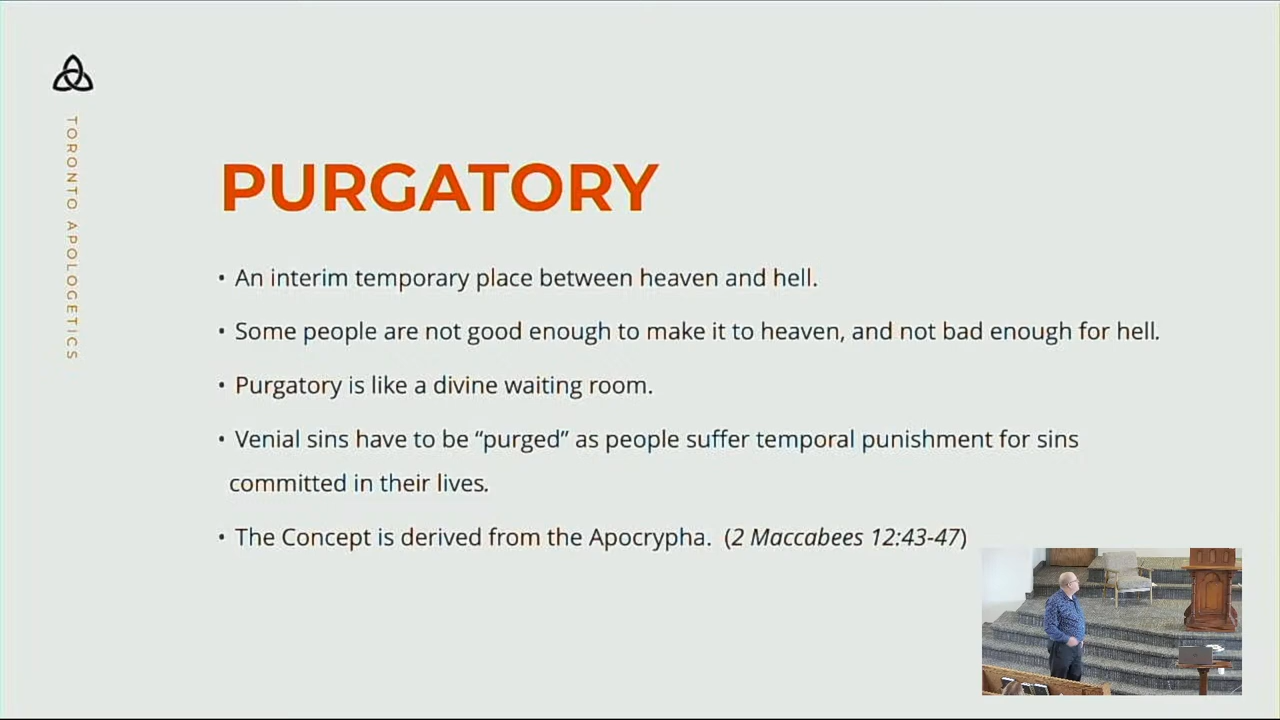 TORONTO APOLOGETICS
PURGATORY
• An interim temporary place between heaven and hell.
• Some people are not good enough to make it to heaven, and not bad enough for hell.
• Purgatory is like a divine waiting room.
• Venial sins have to be “purged” as people suffer temporal punishment for sins
committed in their lives.
• The Concept is derived from the Apocrypha. (2 Maccabees 12:43-47)